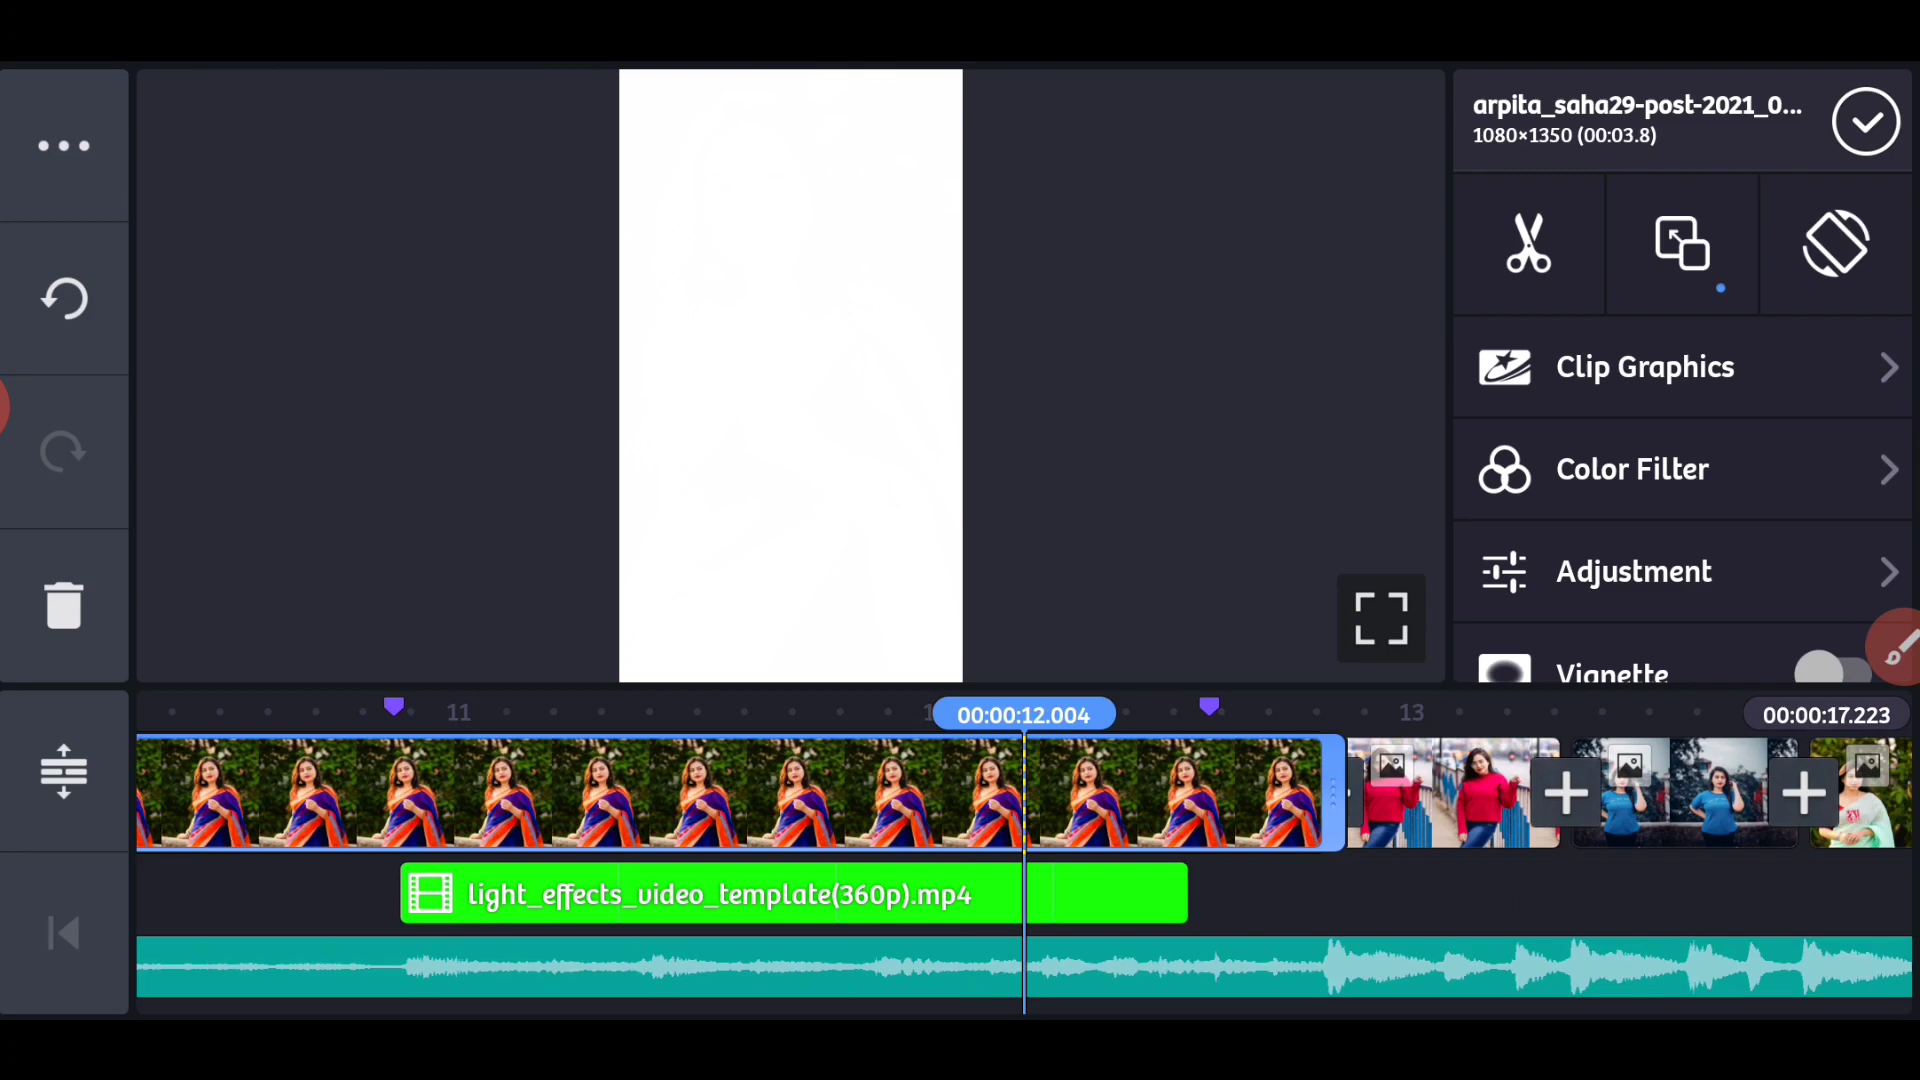 arpita_saha29-post-2021_0...
1080×1350 (00:03.8)
Clip Graphics
Color Filter
Adjustment
Vignette
11
00:00:12.004
13
00:00:17.223
light_effects_video_template(360p).mp4